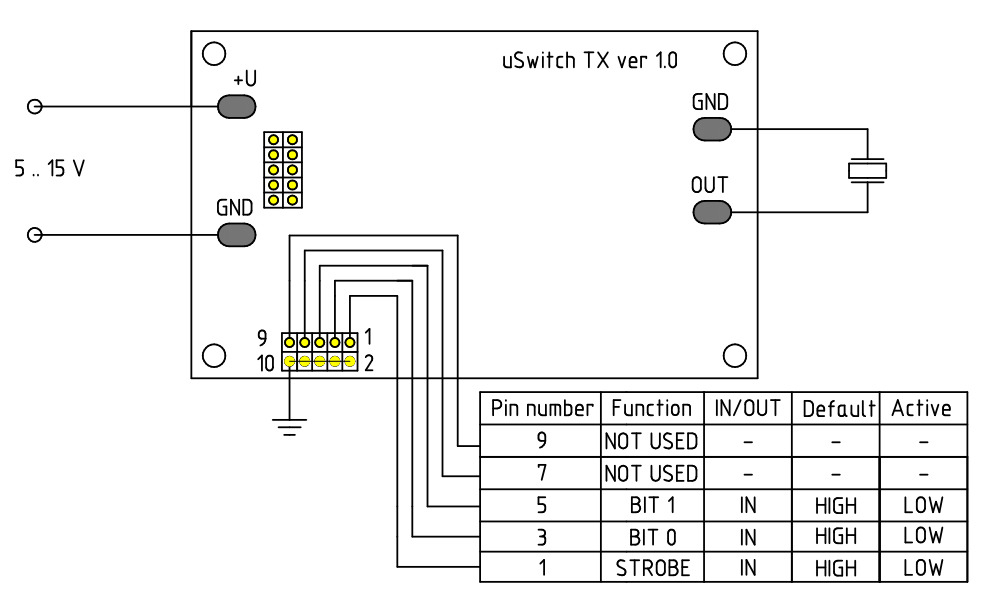 uSwitch TX ver 1.0
+U
GND
5 .. 15 V
OUT
GND
9 1
10 2
Pin number Function IN/OUT Default Active
9 NOT USED - - -
7 NOT USED - - -
5 BIT 1 IN HIGH LOW
3 BIT 0 IN HIGH LOW
1 STROBE IN HIGH LOW